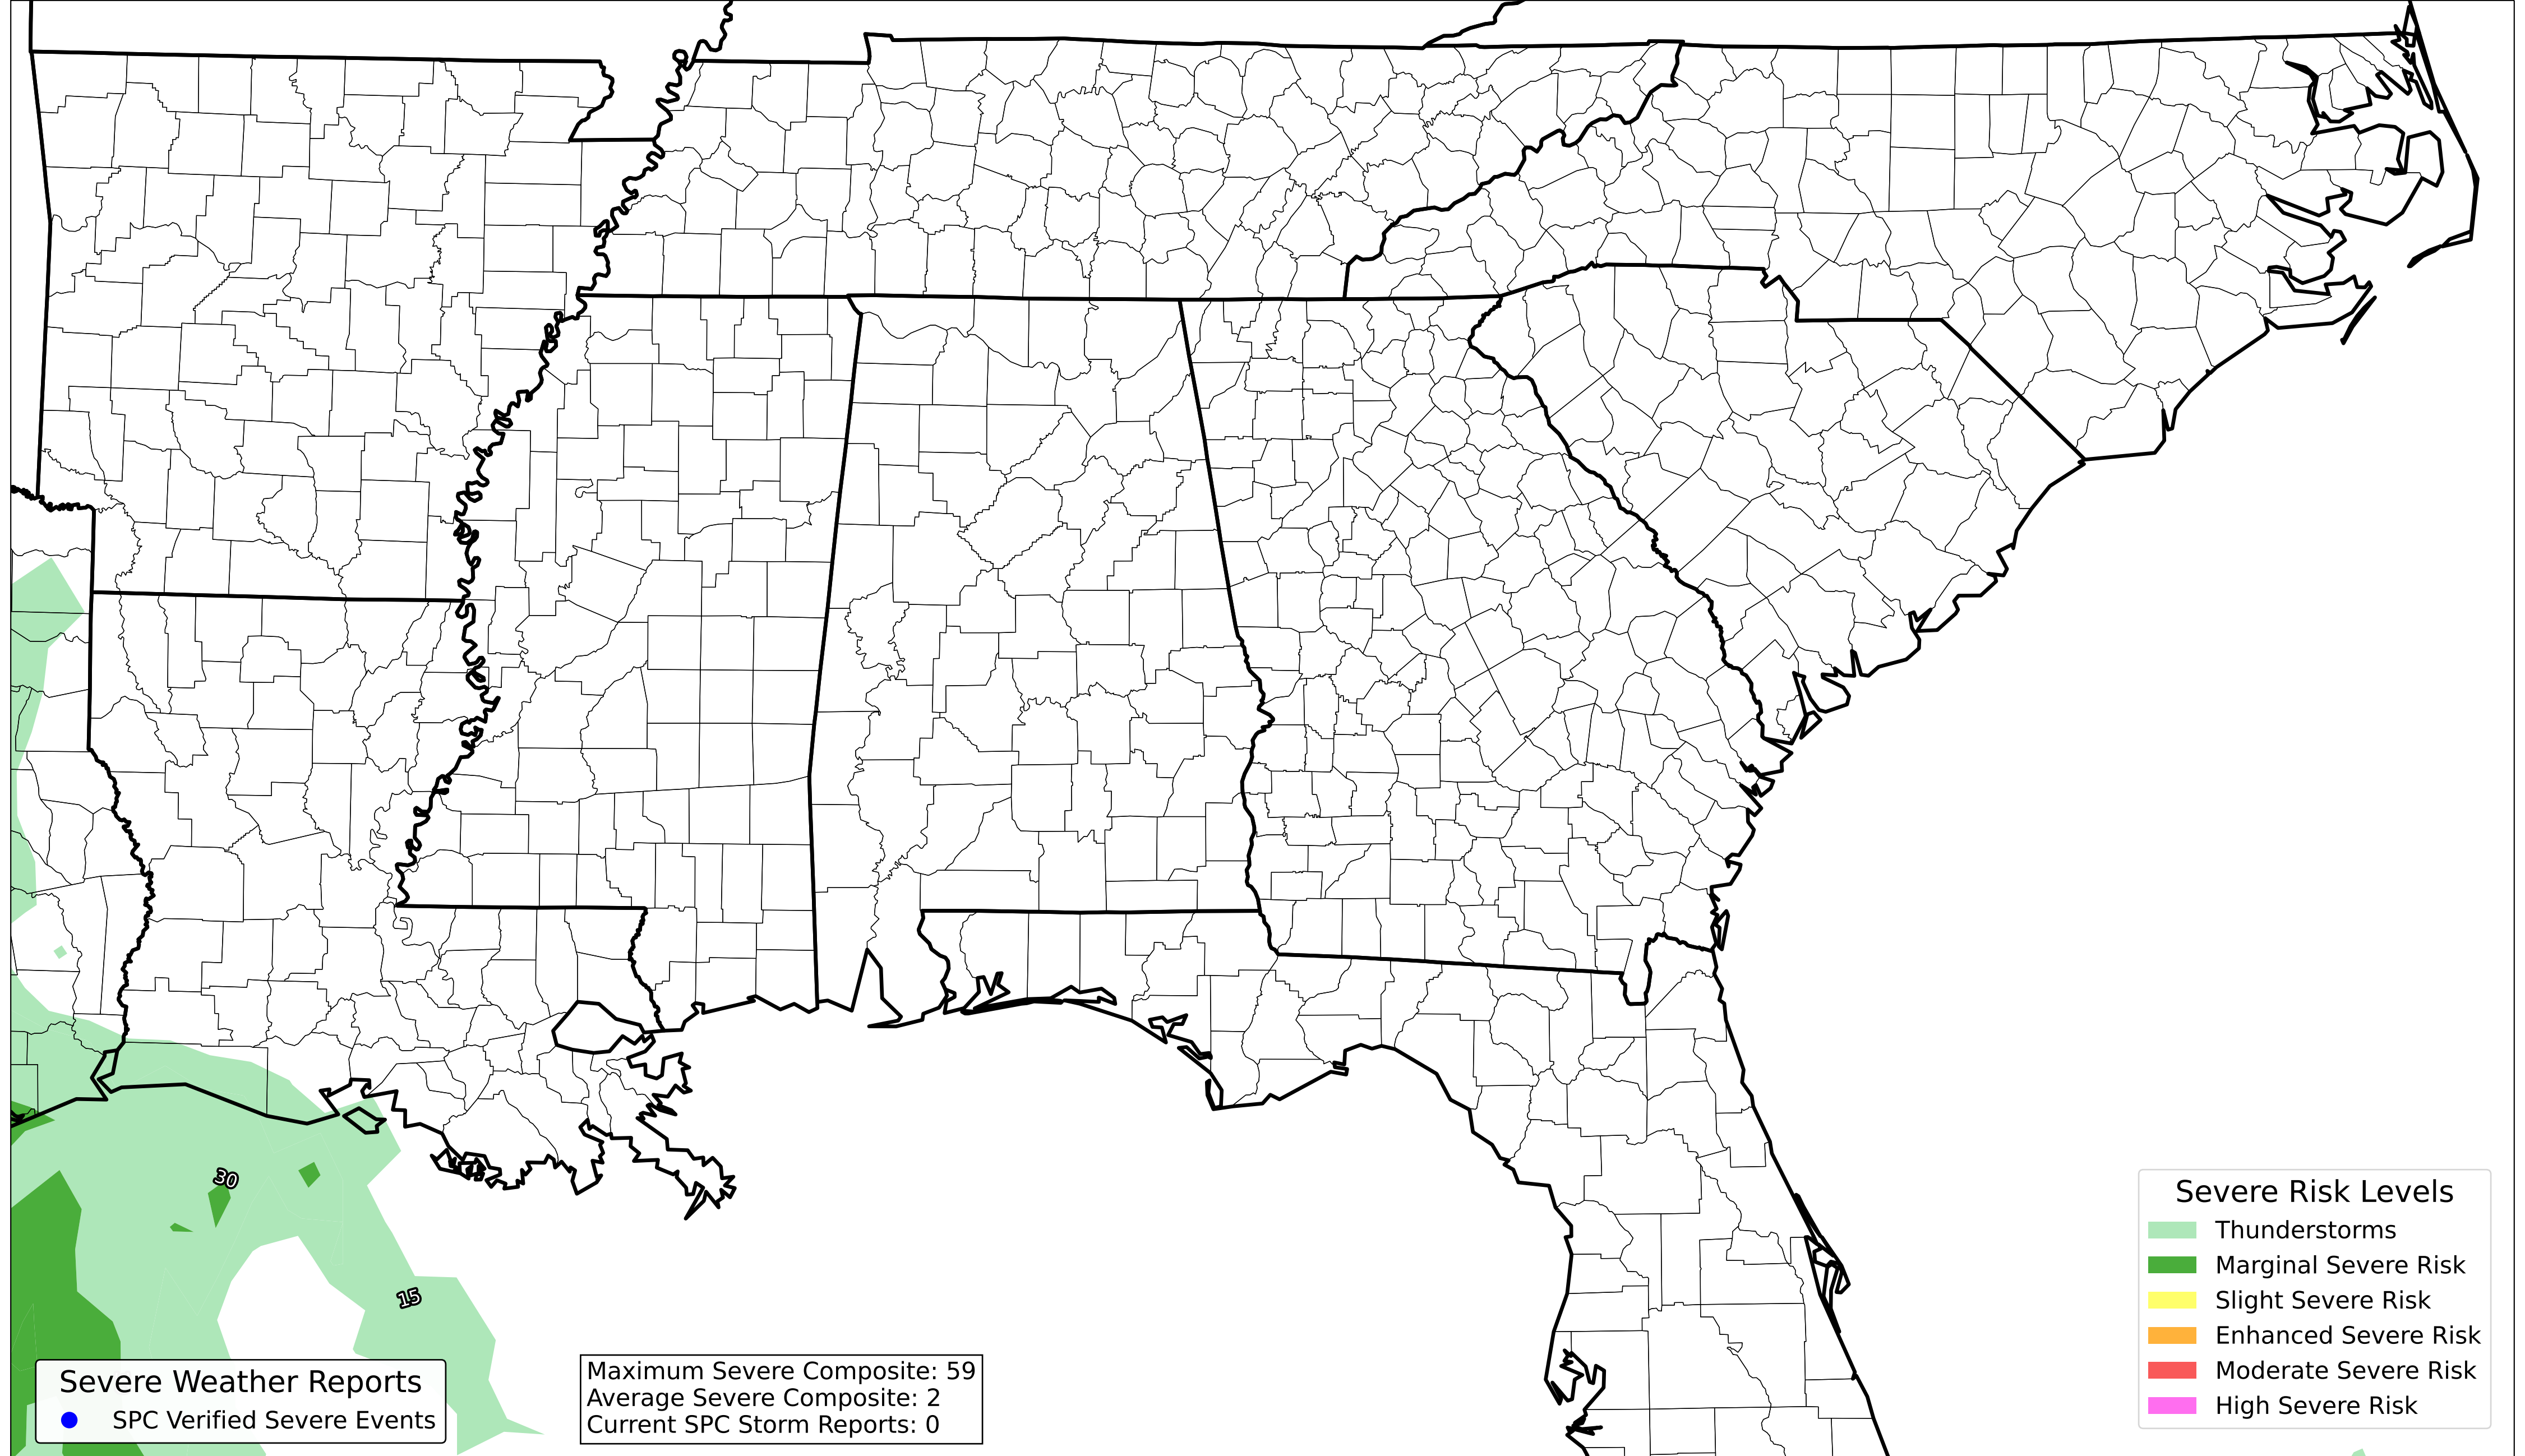 30
15
Severe Risk Levels
Thunderstorms
Marginal Severe Risk
Slight Severe Risk
Enhanced Severe Risk
Moderate Severe Risk
High Severe Risk
Severe Weather Reports
SPC Verified Severe Events
Maximum Severe Composite: 59
Average Severe Composite: 2
Current SPC Storm Reports: 0